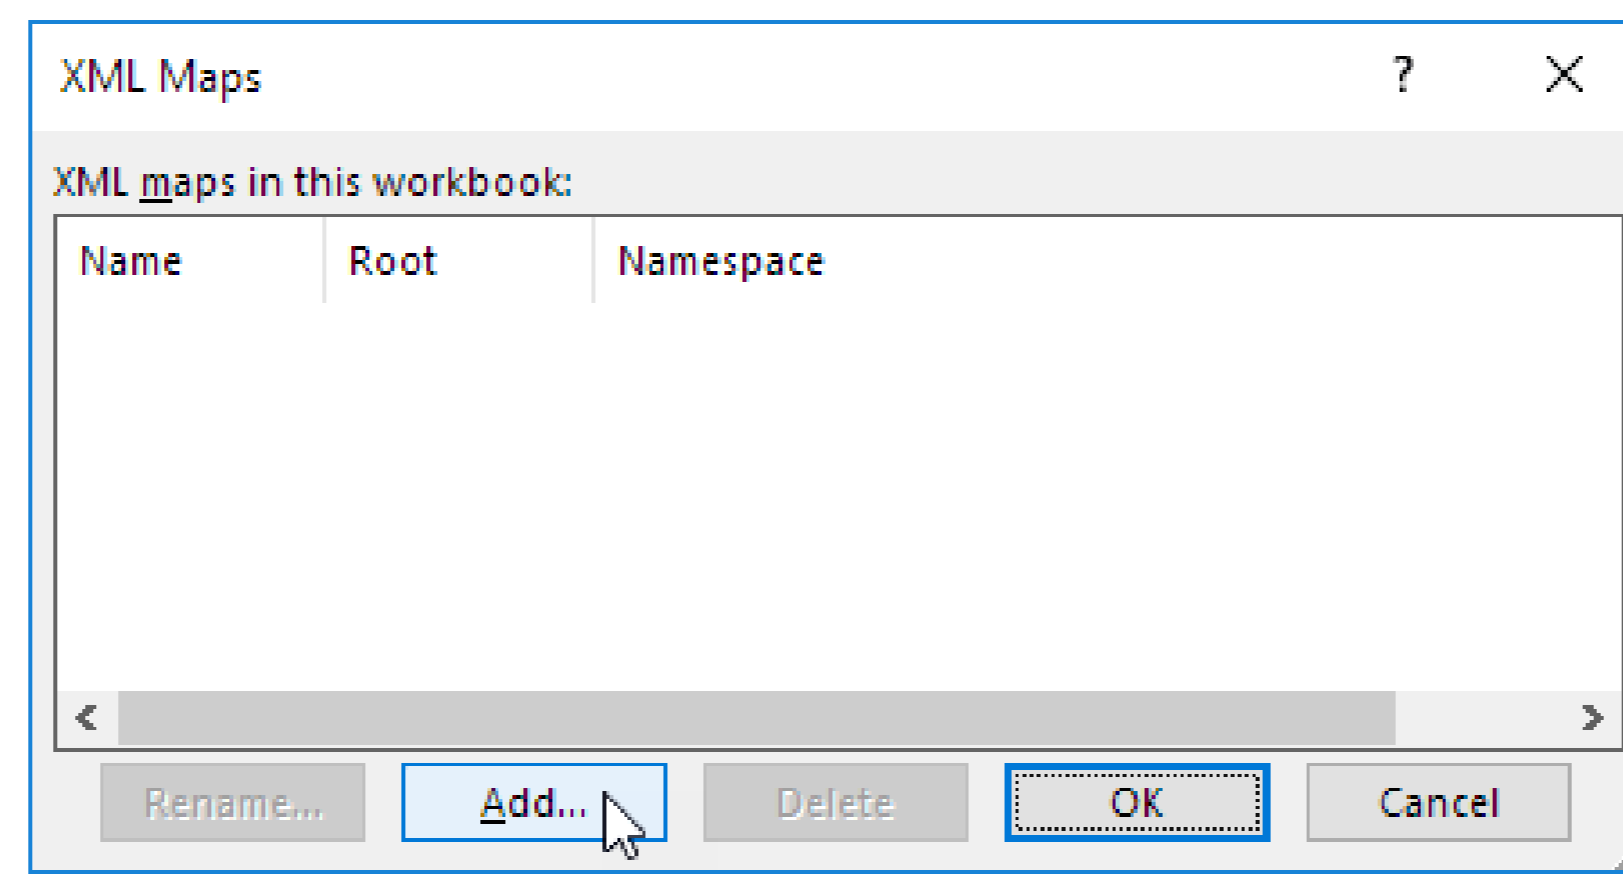 XML Maps ?
XML maps in this workbook:
Name Root Namespace
Rename... Add... Delete OK Cancel